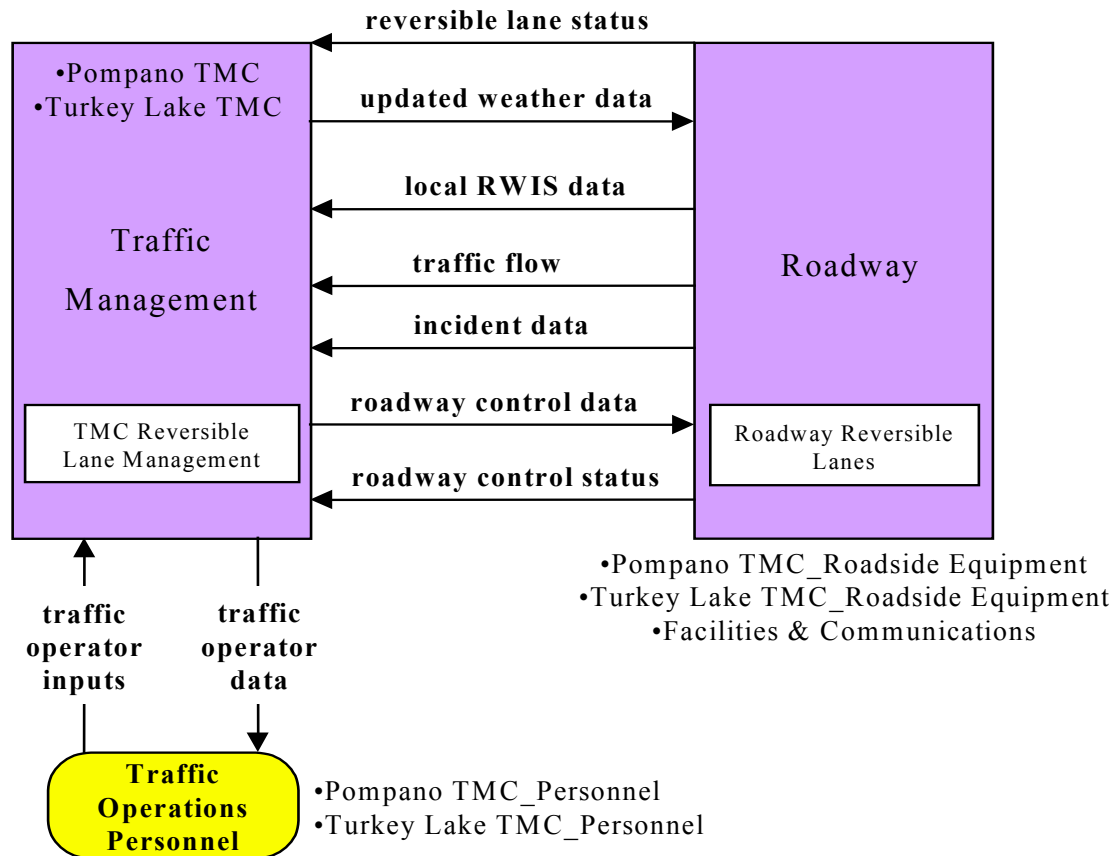 reversible lane status
•Pompano TMC
•Turkey Lake TMC
updated weather data
local RWIS data
Traffic
Management
traffic flow
Roadway
incident data
roadway control data
TMC Reversible
Lane Management
Roadway Reversible
Lanes
roadway control status
•Pompano TMC_Roadside Equipment
•Turkey Lake TMC_Roadside Equipment
•Facilities & Communications
traffic
operator
inputs
traffic
operator
data
Traffic
Operations
Personnel
•Pompano TMC_Personnel
•Turkey Lake TMC_Personnel